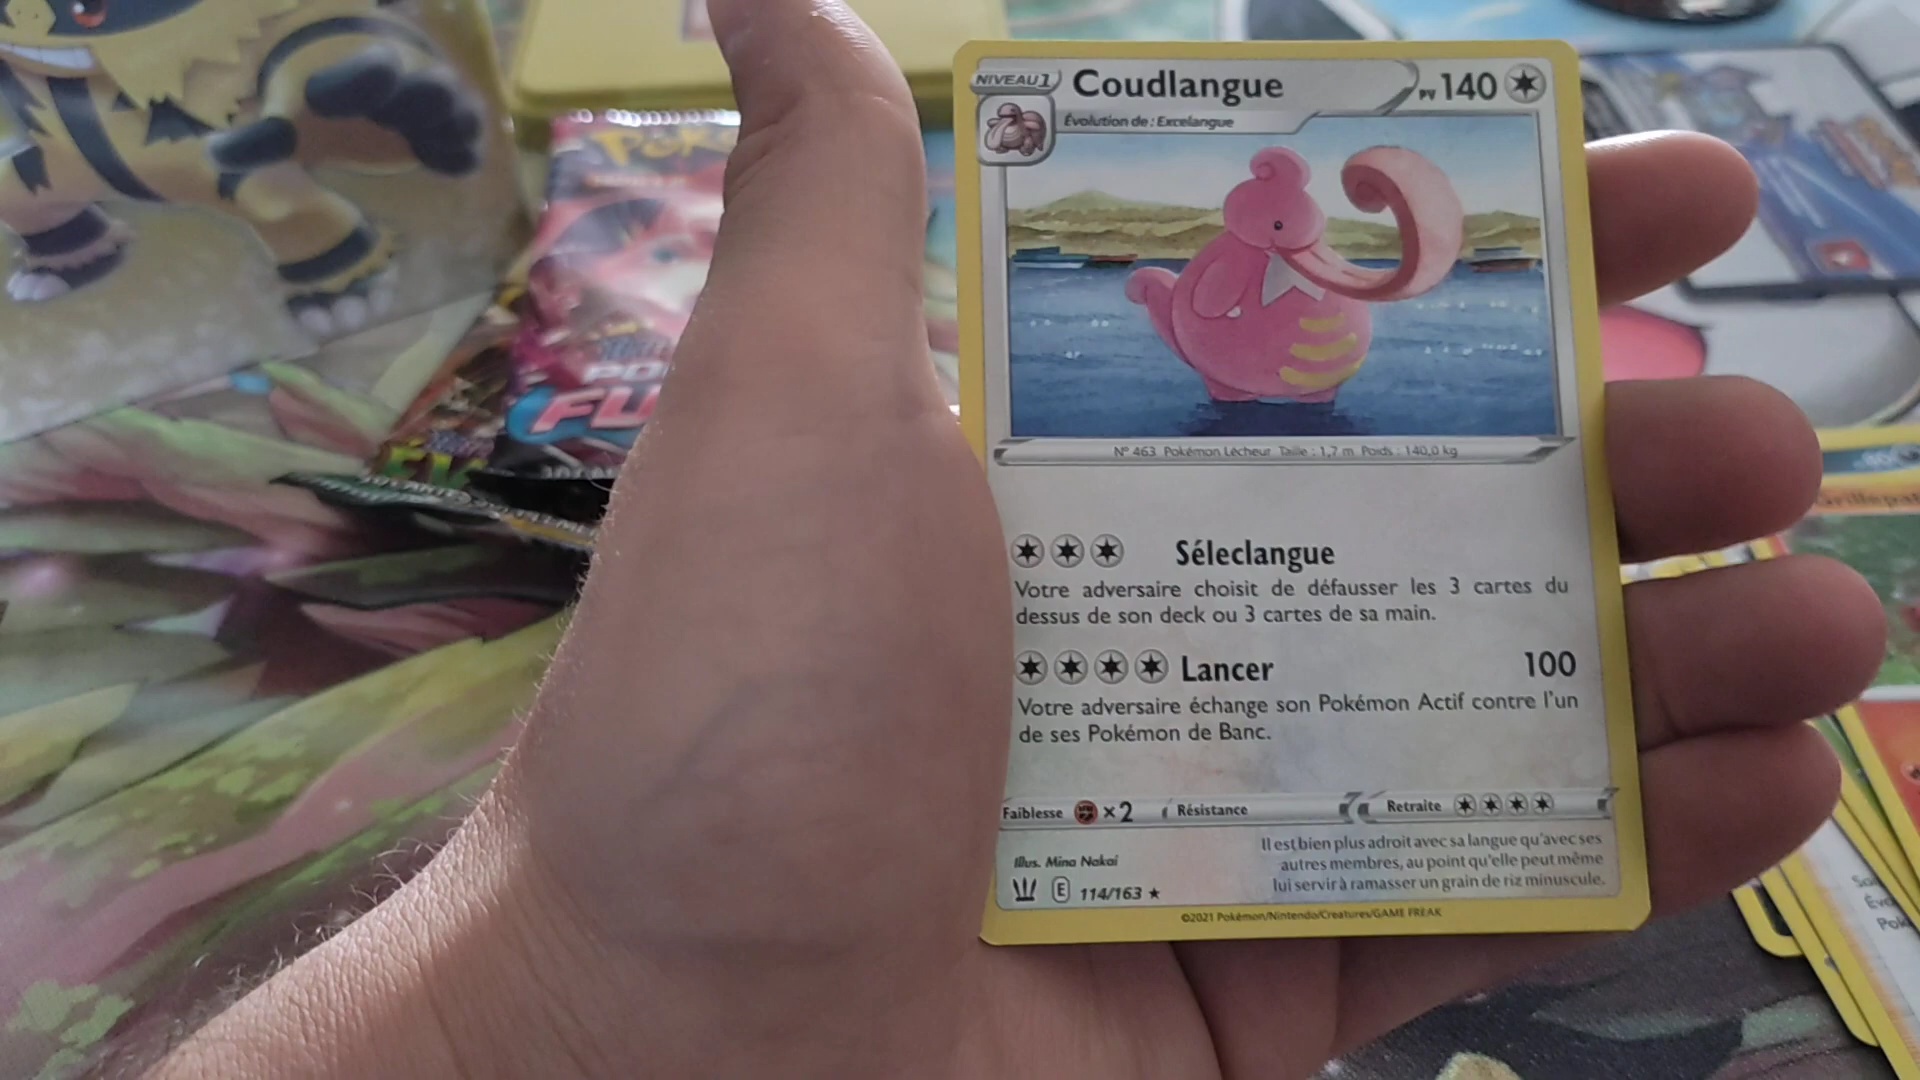 NIVEAU 1
Coudlangue
PV 140
Évolution de : Excelangue
N° 463 Pokémon Lécheur Taille : 1,7 m Poids : 140,0 kg
Séleclangue
Votre adversaire choisit de défausser les 3 cartes du
dessus de son deck ou 3 cartes de sa main.
Lancer 100
Votre adversaire échange son Pokémon Actif contre l'un
de ses Pokémon de Banc.
Faiblesse ×2 Résistance Retraite
Il est bien plus adroit avec sa langue qu'avec ses
autres membres, au point qu'elle peut même
lui servir à ramasser un grain de riz minuscule.
Illus. Mina Nakai
E 114/163 ★
©2021 Pokémon/Nintendo/Creatures/GAME FREAK